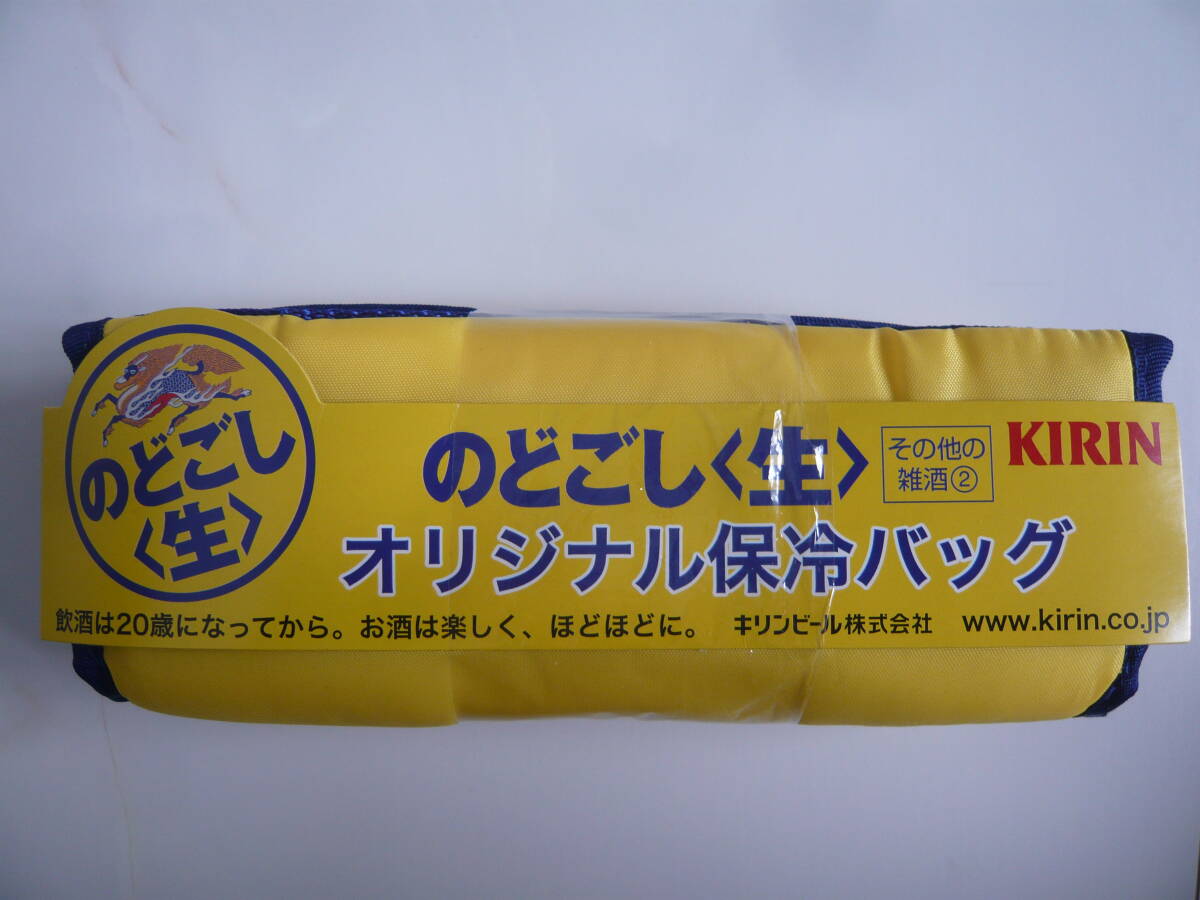 のどごし
〈生〉
のどごし〈生〉
その他の
雑酒②
KIRIN
オリジナル保冷バッグ
飲酒は20歳になってから。お酒は楽しく、ほどほどに。 キリンビール株式会社 www.kirin.co.jp